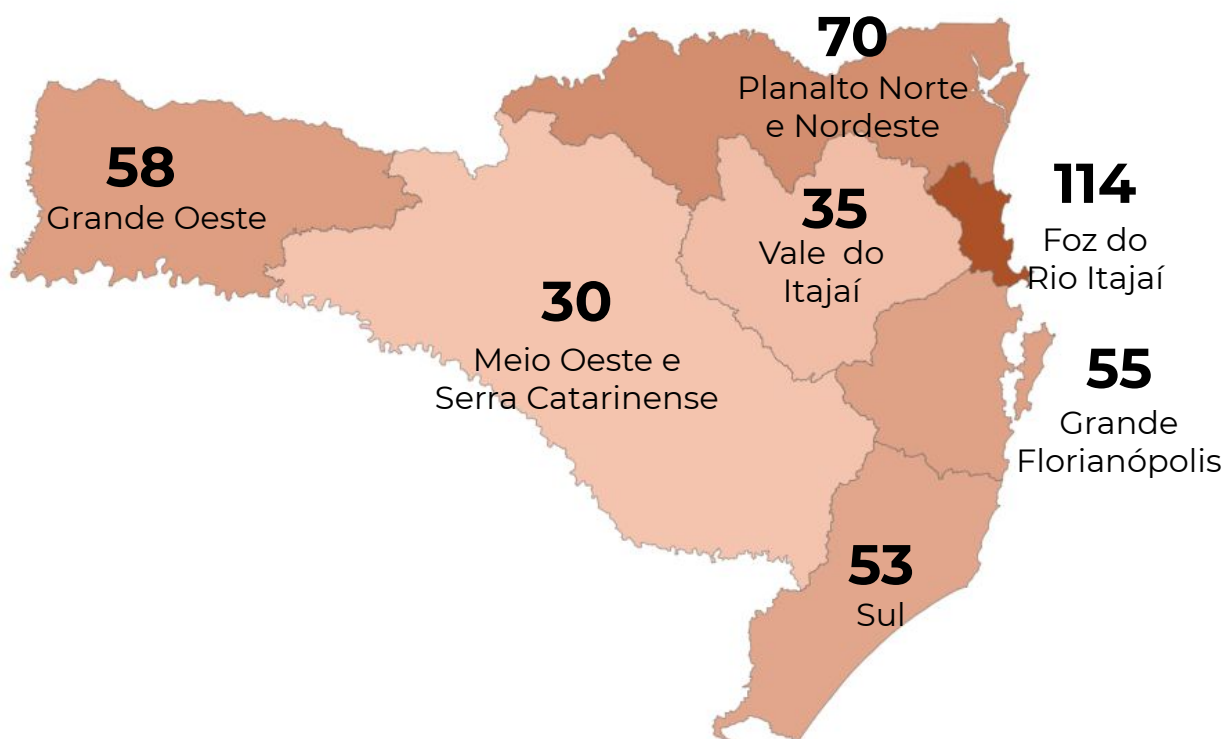 70
Planalto Norte
e Nordeste
58
Grande Oeste
114
Foz do
Rio Itajaí
35
Vale do
Itajaí
30
Meio Oeste e
Serra Catarinense
55
Grande
Florianópolis
53
Sul